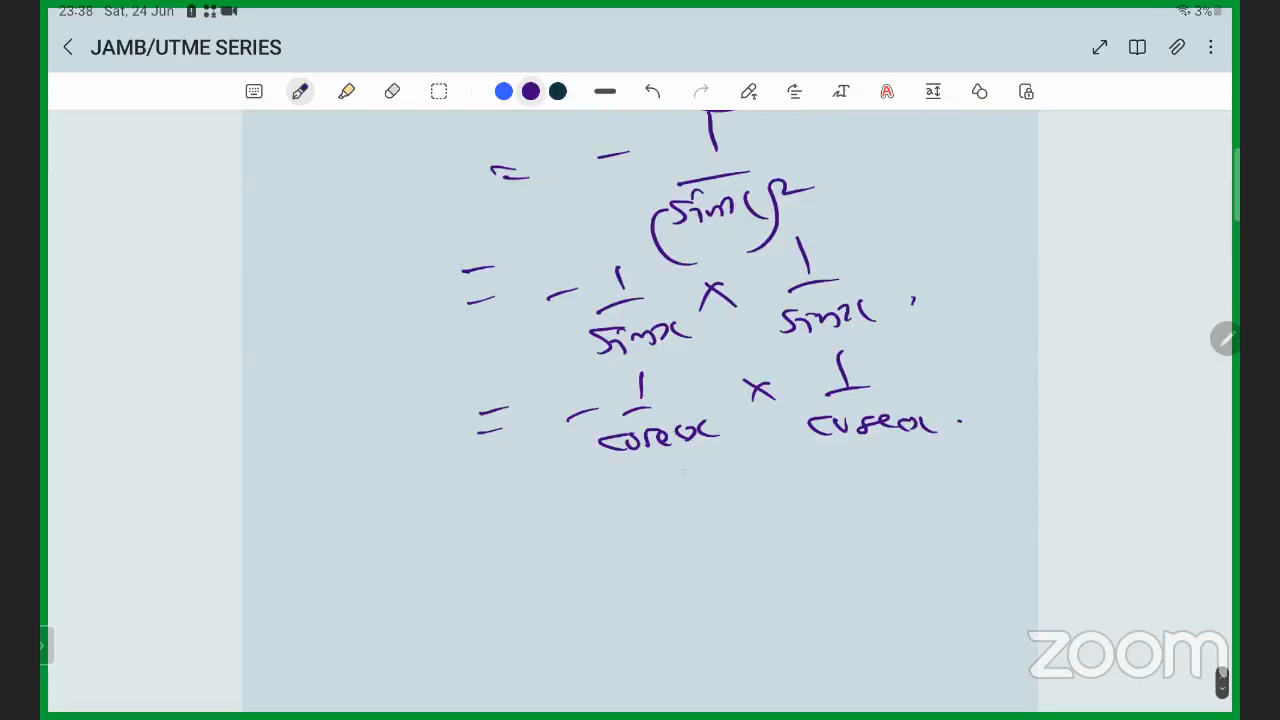 23:38 Sat, 24 Jun 3%
JAMB/UTME SERIES
= - 1/(sinx)²
= - 1/sinx × 1/sinx .
= - 1/cosecx × 1/cosecx .
zoom